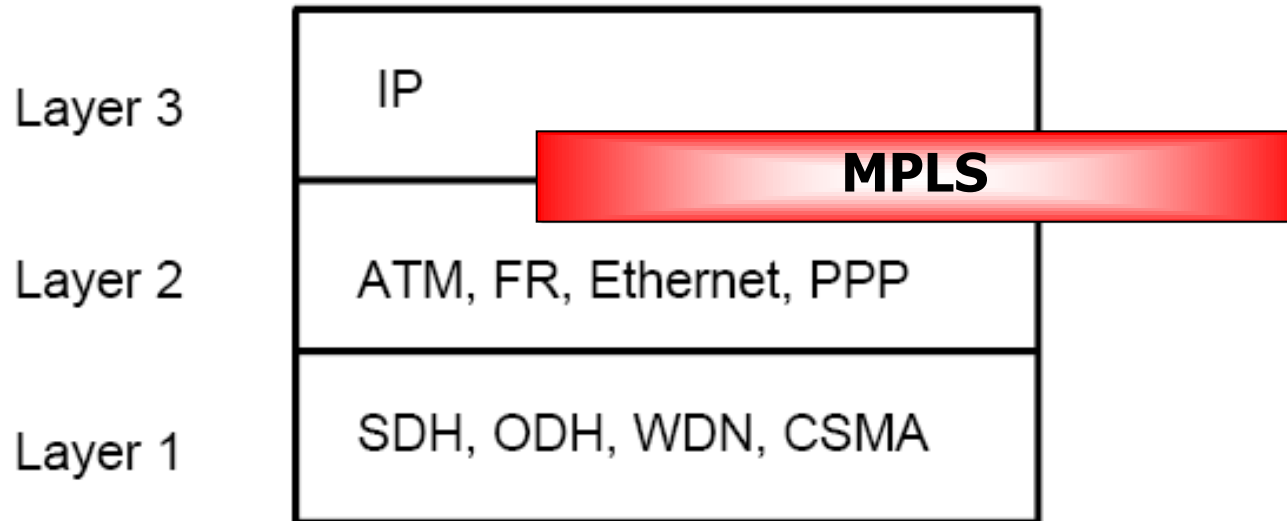 Layer 3
IP
MPLS
Layer 2
ATM, FR, Ethernet, PPP
Layer 1
SDH, ODH, WDN, CSMA